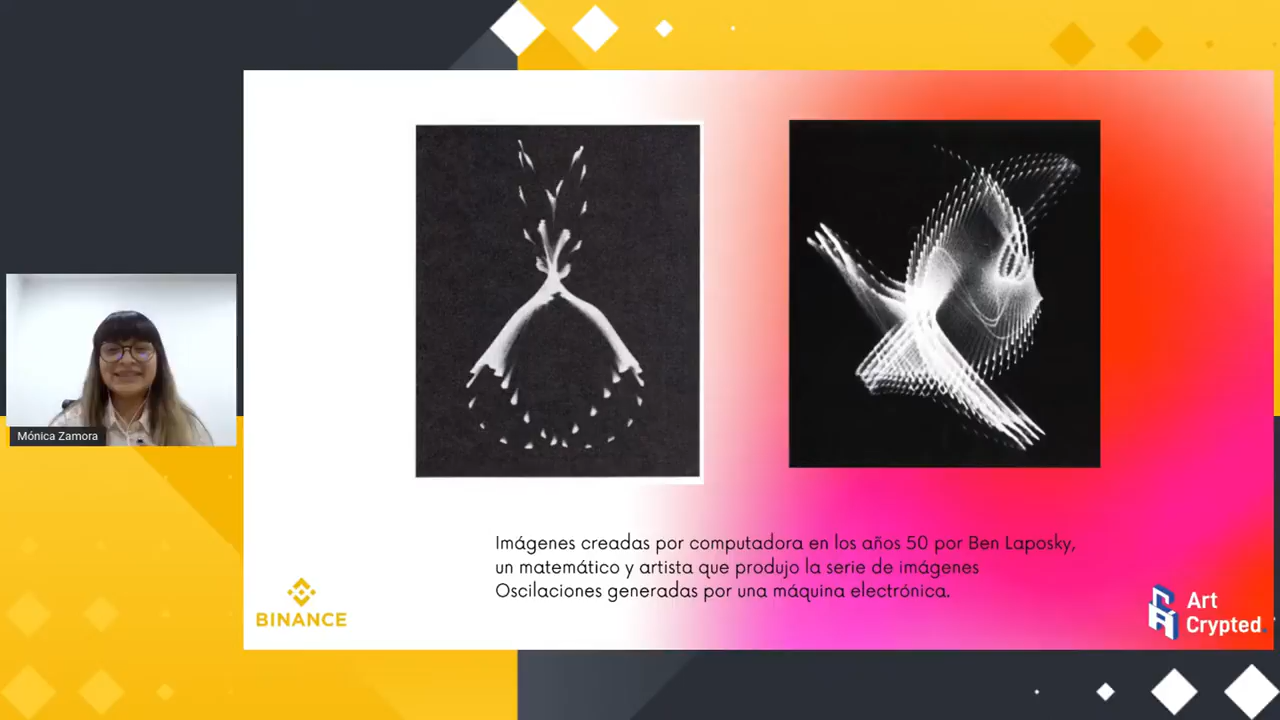 Mónica Zamora
Imágenes creadas por computadora en los años 50 por Ben Laposky,
un matemático y artista que produjo la serie de imágenes
Oscilaciones generadas por una máquina electrónica.
BINANCE
Art
Crypted.